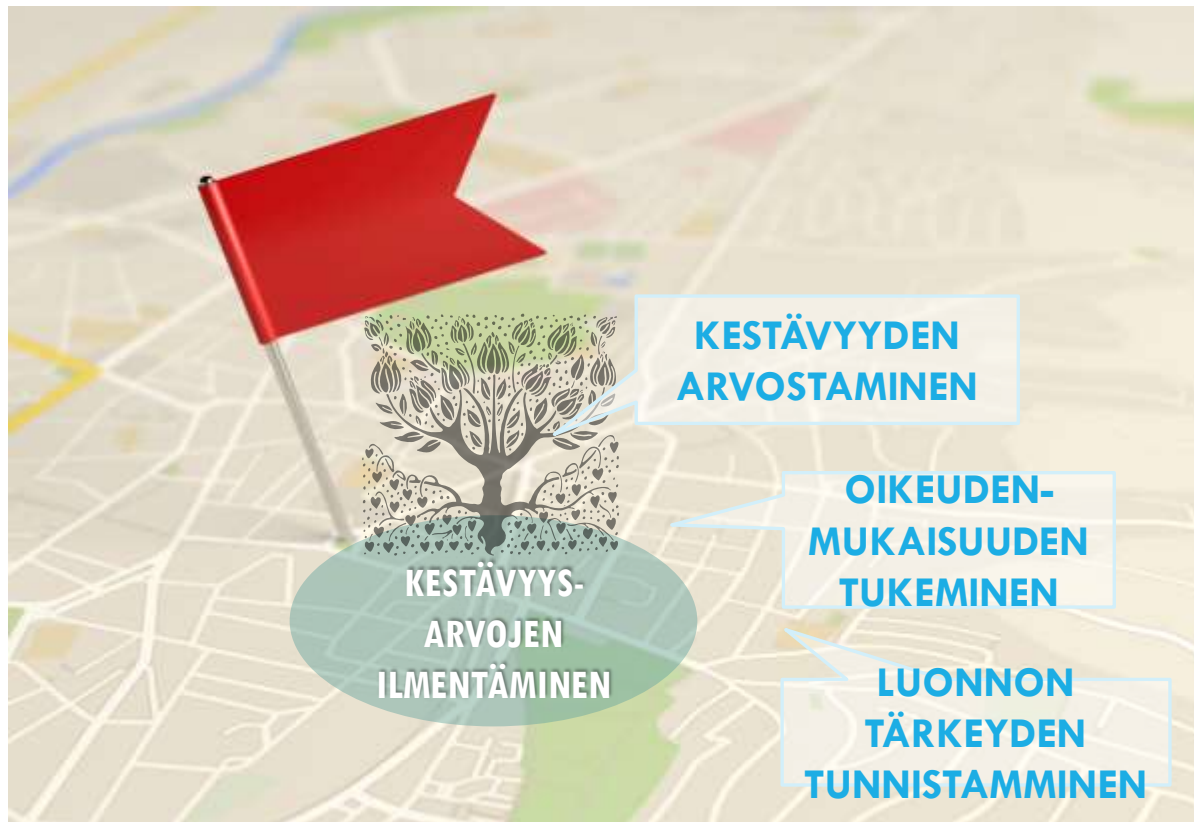 KESTÄVYYDEN
ARVOSTAMINEN
OIKEUDEN-
MUKAISUUDEN
TUKEMINEN
KESTÄVYYS-
ARVOJEN
ILMENTÄMINEN
LUONNON
TÄRKEYDEN
TUNNISTAMMINEN